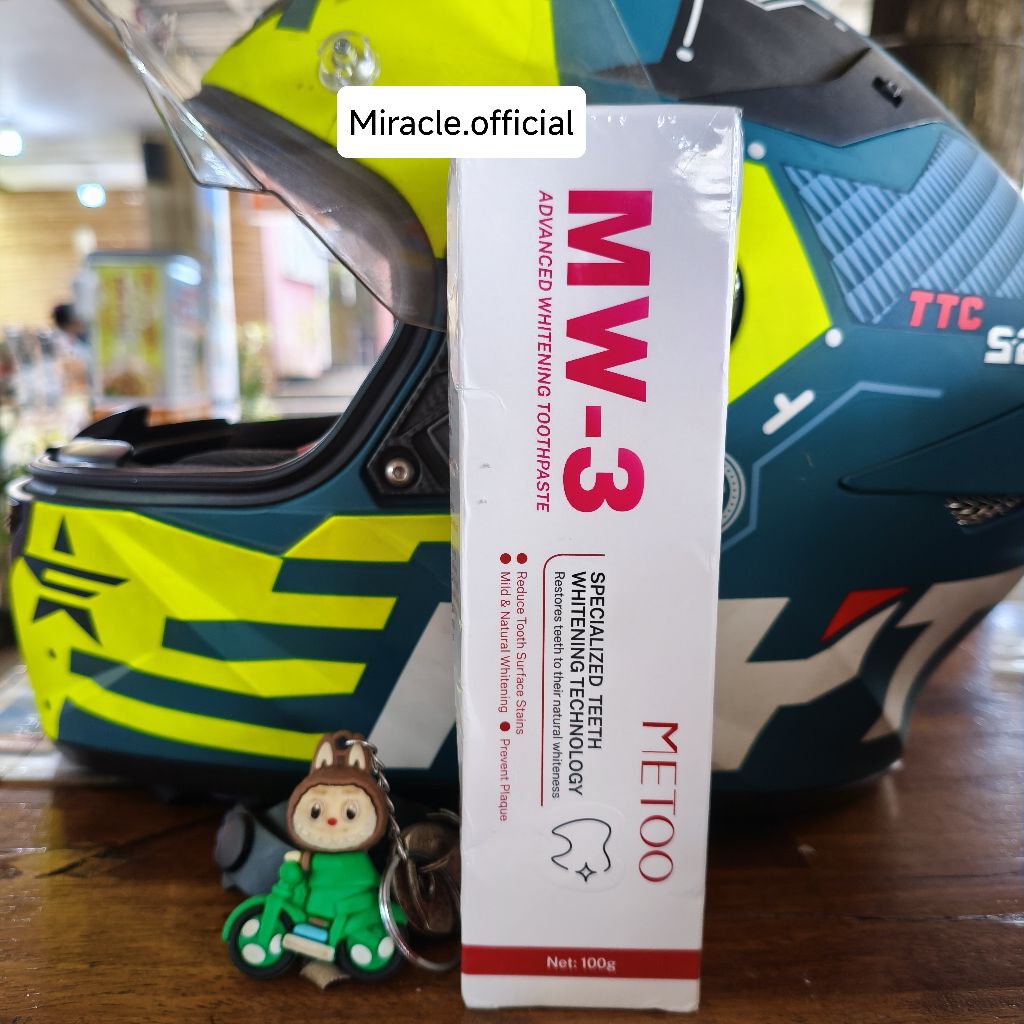 Miracle.official
MW-3
ADVANCED WHITENING TOOTHPASTE
SPECIALIZED TEETH
WHITENING TECHNOLOGY
Restores teeth to their natural whiteness
Reduce Tooth Surface Stains
Mild & Natural Whitening ● Prevent Plaque
METOO
Net: 100g
TTC